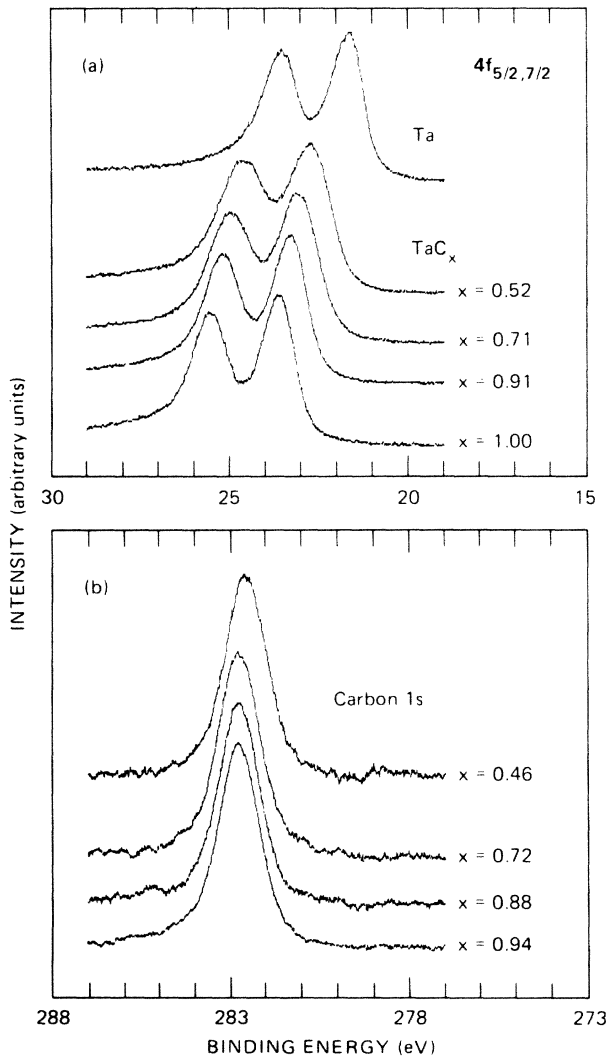 (a)
4f5/2,7/2
Ta
TaCx
x = 0.52
x = 0.71
x = 0.91
x = 1.00
30 25 20 15
INTENSITY (arbitrary units)
(b)
Carbon 1s
x = 0.46
x = 0.72
x = 0.88
x = 0.94
288 283 278 273
BINDING ENERGY (eV)